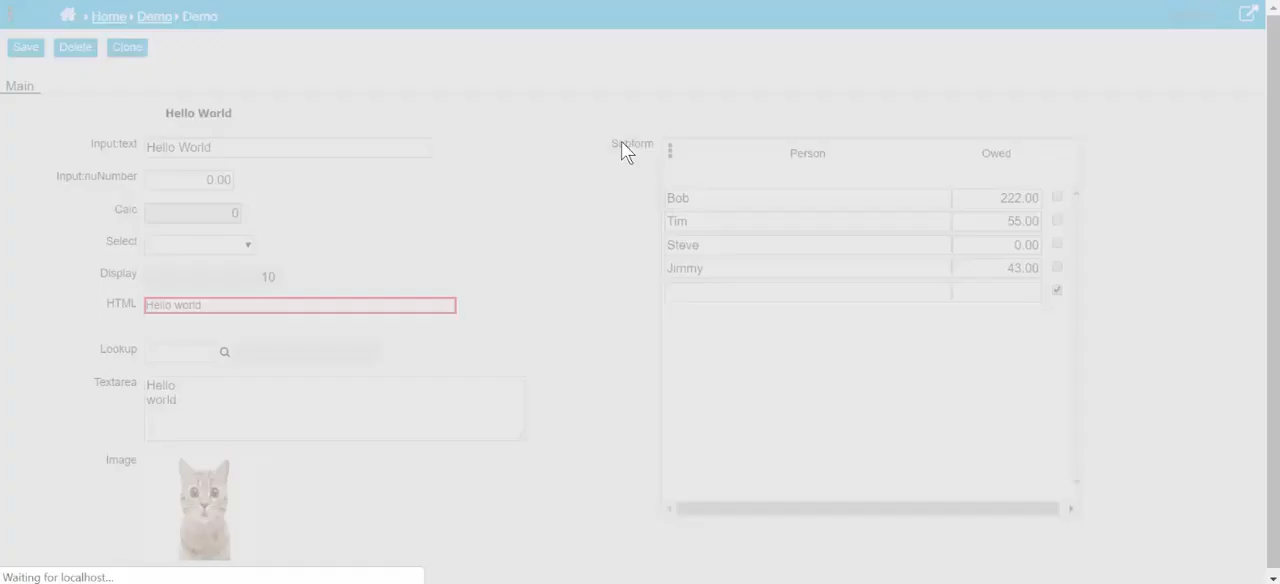 › Home › Demo › Demo
Save Delete Clone
Main
Hello World
Input:text Hello World
Input:nuNumber 0.00
Calc 0
Select
Display 10
HTML Hello world
Lookup
Textarea Hello
world
Image
Subform
Person Owed
Bob 222.00
Tim 55.00
Steve 0.00
Jimmy 43.00
Waiting for localhost...